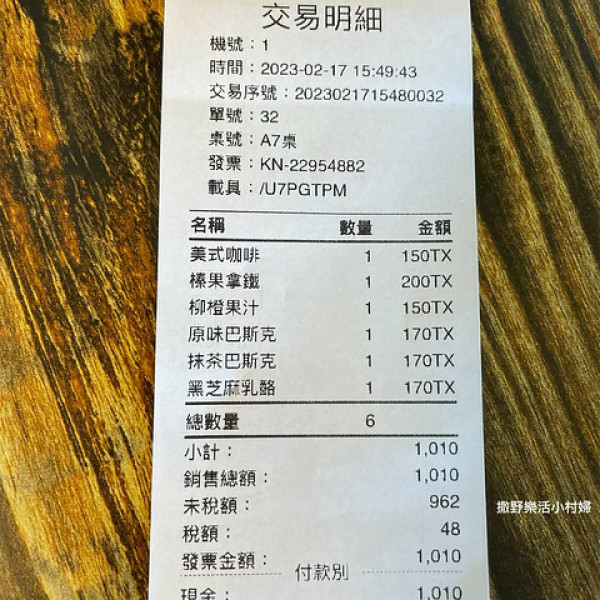 交易明細
機號：1
時間：2023-02-17 15:49:43
交易序號：2023021715480032
單號：32
桌號：A7桌
發票：KN-22954882
載具：/U7PGTPM
名稱 數量 金額
美式咖啡 1 150TX
榛果拿鐵 1 200TX
柳橙果汁 1 150TX
原味巴斯克 1 170TX
抹茶巴斯克 1 170TX
黑芝麻乳酪 1 170TX
總數量 6
小計： 1,010
銷售總額： 1,010
未稅額： 962
稅額： 48
發票金額： 1,010
付款別
現金： 1,010
撒野樂活小村婦